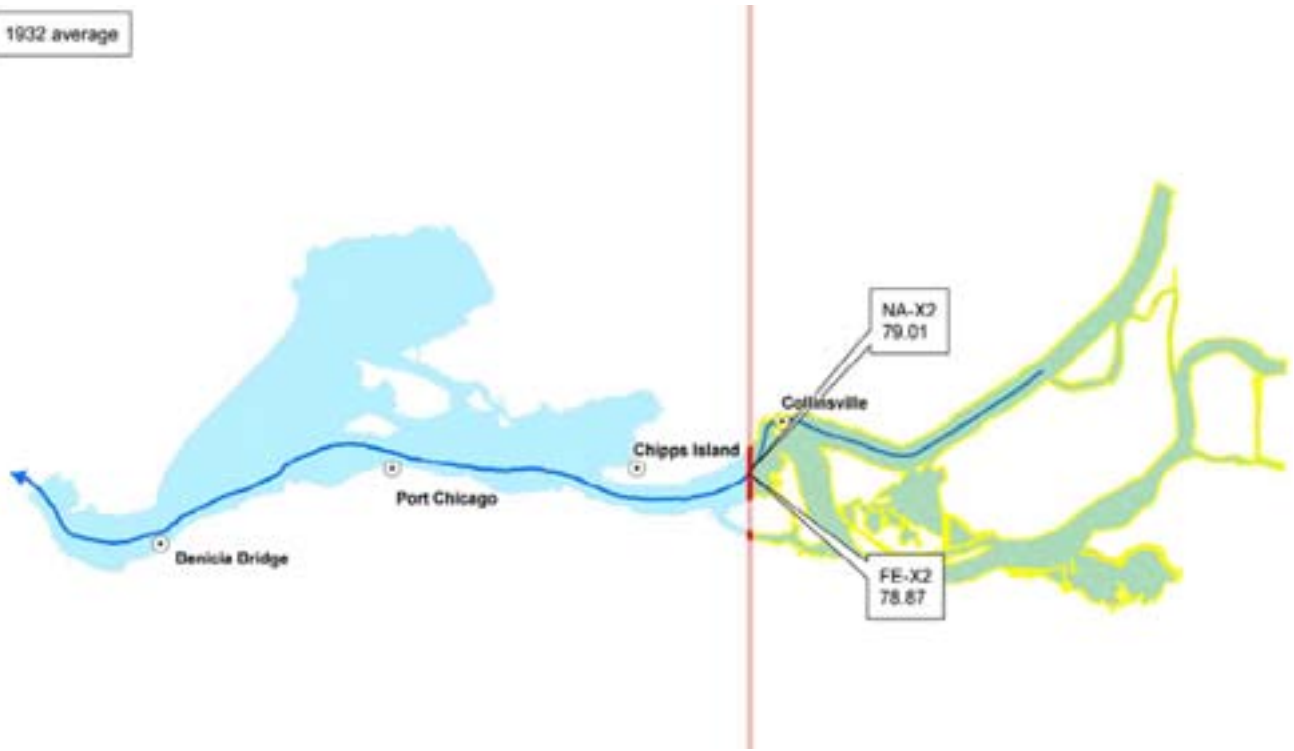 1932 average
NA-X2
79.01
Collinsville
Chipps Island
Port Chicago
Benicia Bridge
FE-X2
78.87